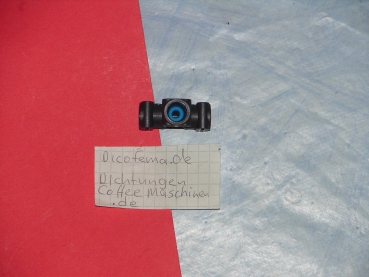 Dicofema.de
Dichtungen
Coffee Maschinen
.de